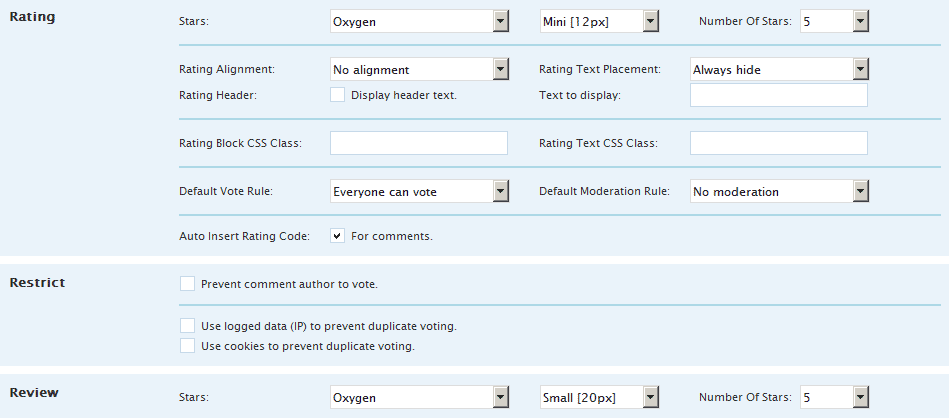 Rating Stars: Oxygen Mini [12px] Number Of Stars: 5
Rating Alignment: No alignment Rating Text Placement: Always hide
Rating Header: Display header text. Text to display:
Rating Block CSS Class: Rating Text CSS Class:
Default Vote Rule: Everyone can vote Default Moderation Rule: No moderation
Auto Insert Rating Code: For comments.
Restrict Prevent comment author to vote.
Use logged data (IP) to prevent duplicate voting.
Use cookies to prevent duplicate voting.
Review Stars: Oxygen Small [20px] Number Of Stars: 5